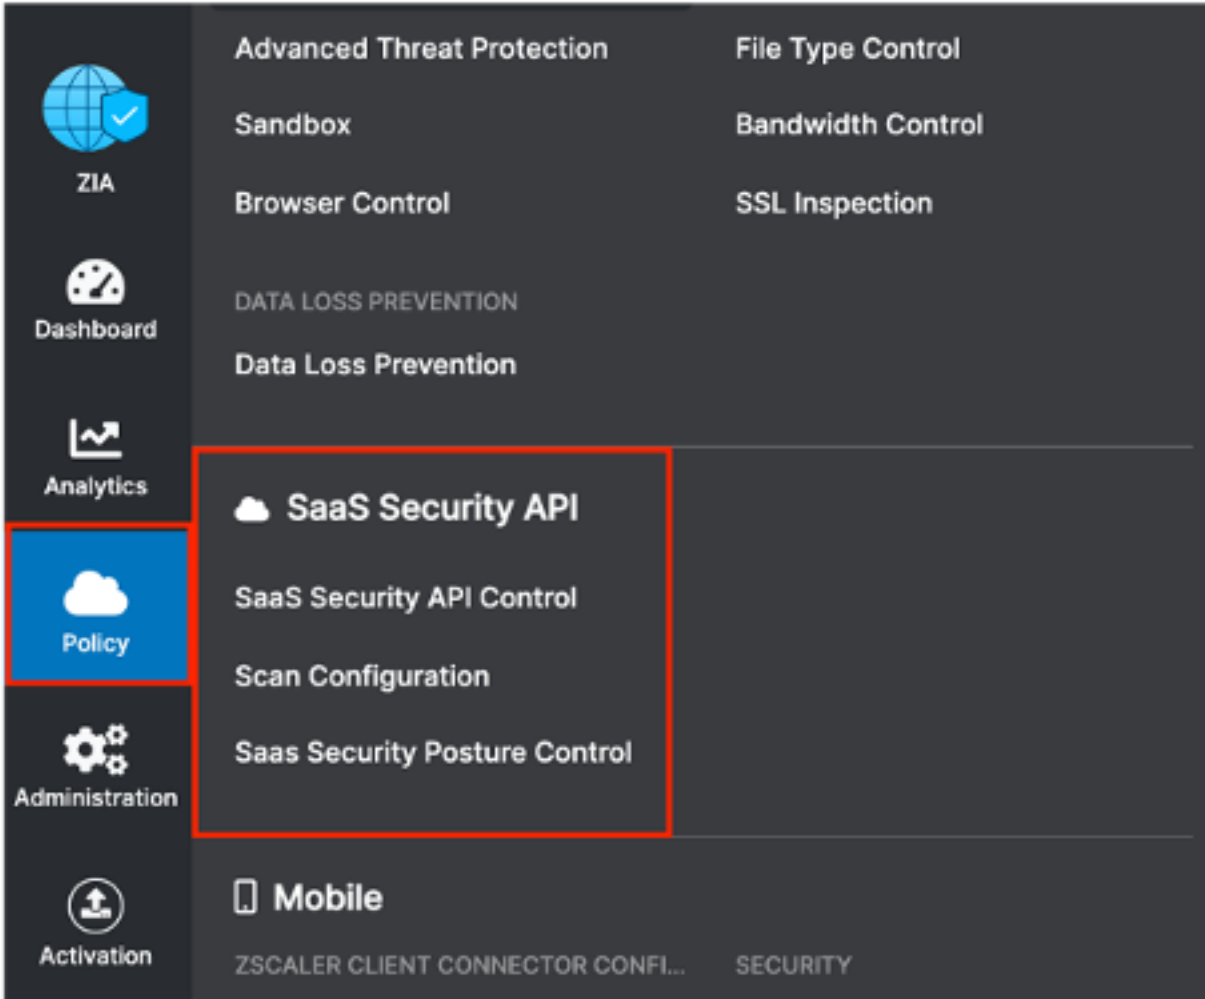 ZIA
Dashboard
Analytics
Policy
Administration
Activation
Advanced Threat Protection
File Type Control
Sandbox
Bandwidth Control
Browser Control
SSL Inspection
DATA LOSS PREVENTION
Data Loss Prevention
SaaS Security API
SaaS Security API Control
Scan Configuration
Saas Security Posture Control
Mobile
ZSCALER CLIENT CONNECTOR CONFI...
SECURITY